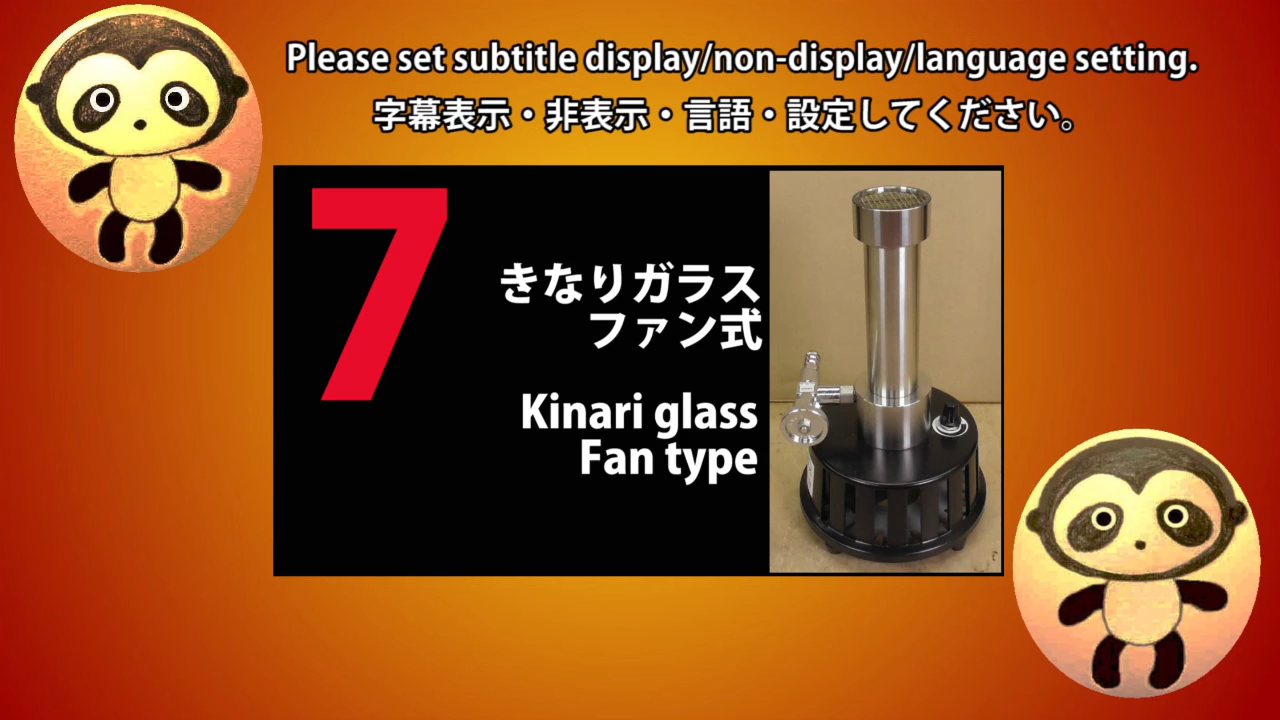 Please set subtitle display/non-display/language setting.
字幕表示・非表示・言語・設定してください。
7
きなりガラス
ファン式
Kinari glass
Fan type